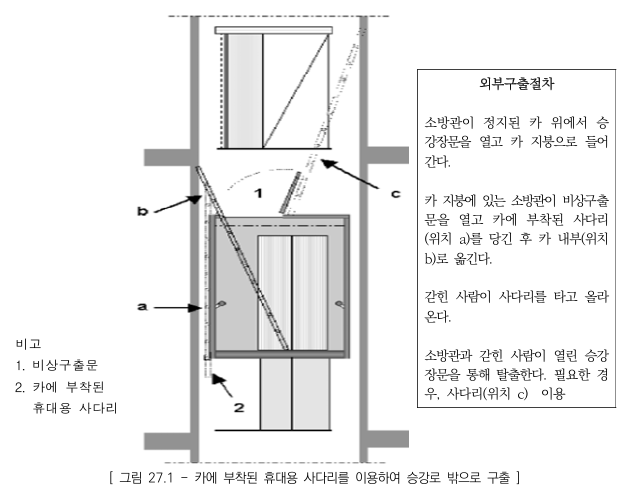 외부구출절차
소방관이 정지된 카 위에서 승
강장문을 열고 카 지붕으로 들어
간다.
카 지붕에 있는 소방관이 비상구출
문을 열고 카에 부착된 사다리
(위치 a)를 당긴 후 카 내부(위치
b)로 옮긴다.
갇힌 사람이 사다리를 타고 올라
온다.
소방관과 갇힌 사람이 열린 승강
장문을 통해 탈출한다. 필요한 경
우, 사다리(위치 c) 이용
1
c
b
a
2
비고
1. 비상구출문
2. 카에 부착된
휴대용 사다리
[ 그림 27.1 - 카에 부착된 휴대용 사다리를 이용하여 승강로 밖으로 구출 ]